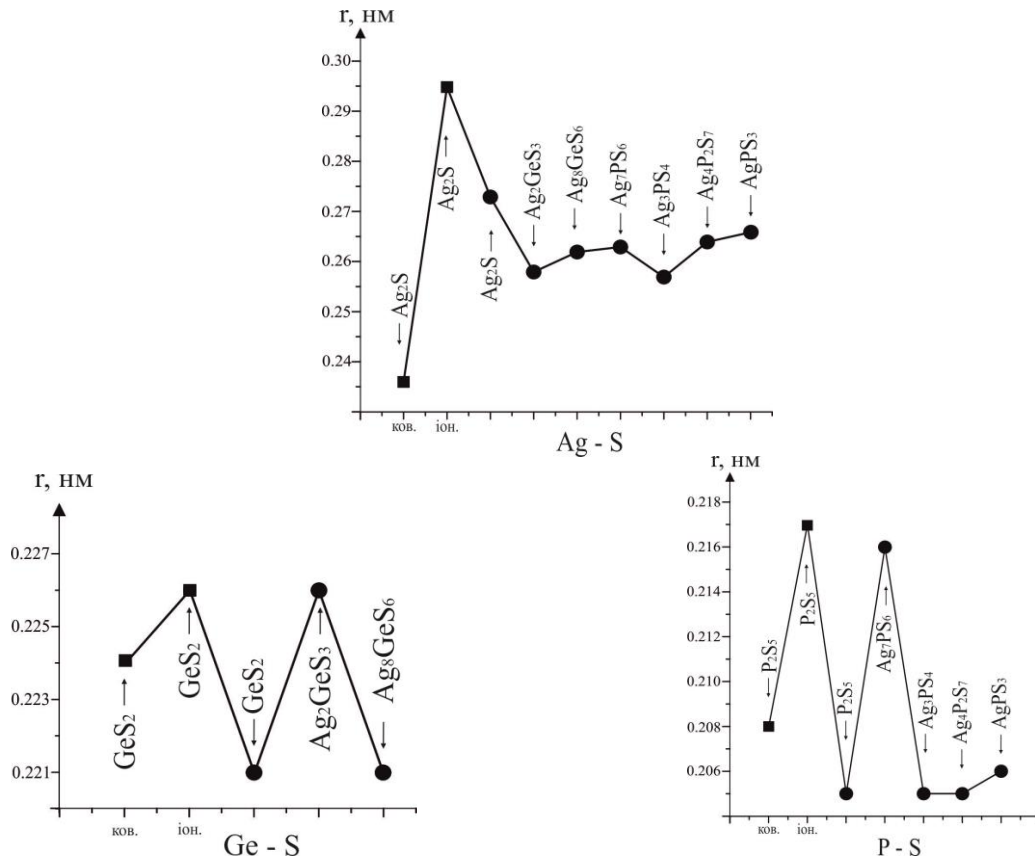 r, нм
0.30
0.29
0.28
0.27
0.26
0.25
0.24
Ag₂S
Ag₂S
Ag₂S
Ag₂GeS₃
Ag₈GeS₆
Ag₇PS₆
Ag₃PS₄
Ag₄P₂S₇
AgPS₃
ков.
іон.
Ag - S
r, нм
0.227
0.225
0.223
0.221
GeS₂
GeS₂
GeS₂
Ag₂GeS₃
Ag₈GeS₆
ков.
іон.
Ge - S
r, нм
0.218
0.216
0.214
0.212
0.210
0.208
0.206
P₂S₅
P₂S₅
P₂S₅
Ag₇PS₆
Ag₃PS₄
Ag₄P₂S₇
AgPS₃
ков.
іон.
P - S